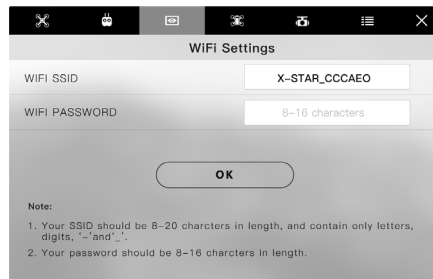 WiFi Settings
WIFI SSID X-STAR_CCCAEO
WIFI PASSWORD 8-16 characters
OK
Note:
1. Your SSID should be 8-20 charcters in length, and contain only letters,
digits, '-'and'_'.
2. Your password should be 8-16 charcters in length.